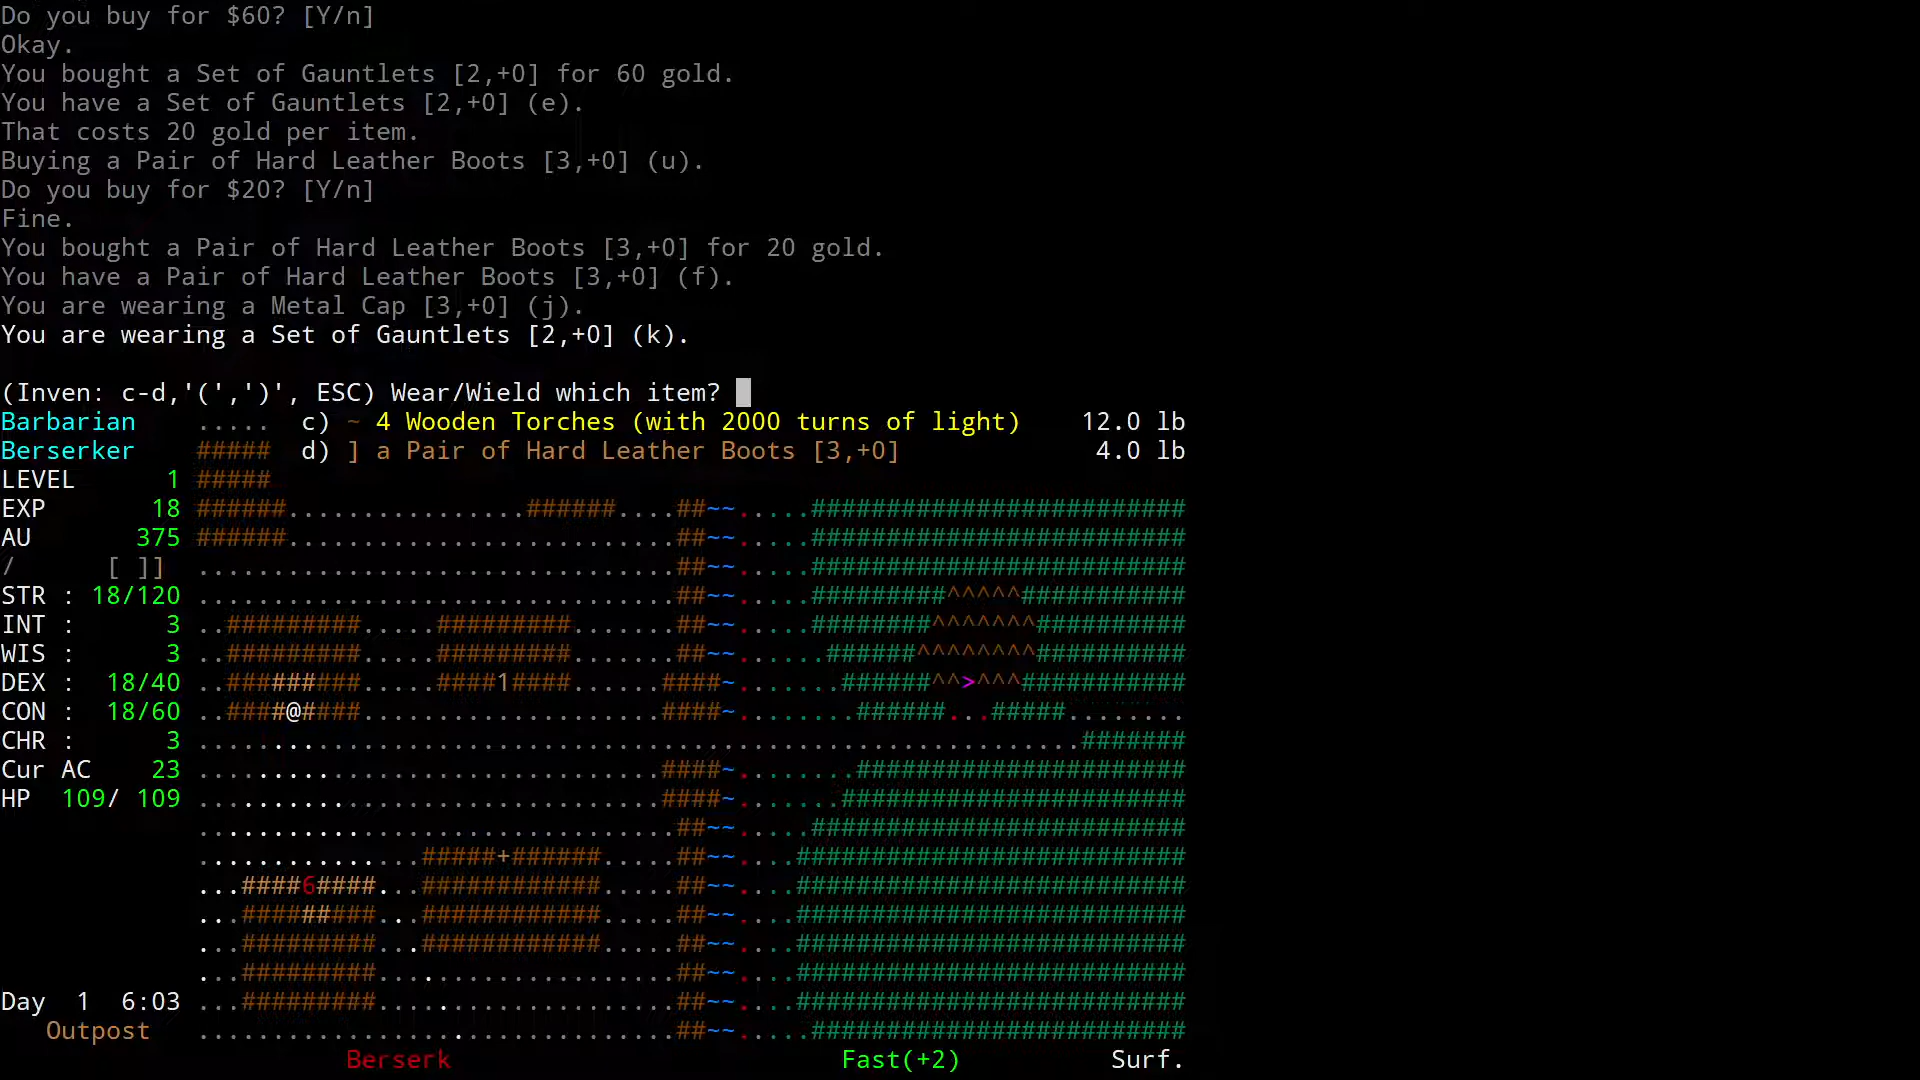 Do you buy for $60? [Y/n]
Okay.
You bought a Set of Gauntlets [2,+0] for 60 gold.
You have a Set of Gauntlets [2,+0] (e).
That costs 20 gold per item.
Buying a Pair of Hard Leather Boots [3,+0] (u).
Do you buy for $20? [Y/n]
Fine.
You bought a Pair of Hard Leather Boots [3,+0] for 20 gold.
You have a Pair of Hard Leather Boots [3,+0] (f).
You are wearing a Metal Cap [3,+0] (j).
You are wearing a Set of Gauntlets [2,+0] (k).
(Inven: c-d,'(',')', ESC) Wear/Wield which item?
Barbarian ..... c) ~ 4 Wooden Torches (with 2000 turns of light) 12.0 lb
Berserker ##### d) ] a Pair of Hard Leather Boots [3,+0] 4.0 lb
LEVEL 1 #####
EXP 18 ######................######....##~~.....#########################
AU 375 ######..........................##~~.....#########################
/ [ ]] ................................##~~.....#########################
STR : 18/120 ................................##~~.....#########^^^^^###########
INT : 3 ..#########.....#########.......##~~.....########^^^^^^^##########
WIS : 3 ..#########.....#########.......##~~......######^^^^^^^^##########
DEX : 18/40 ..#########.....####1####......####~.......######^^>^^^###########
CON : 18/60 ..####@####....................####~........######...#####........
CHR : 3 ............................................................#######
Cur AC 23 ...............................####~........######################
HP 109/ 109 ...............................####~.......#######################
................................##~~.....#########################
...............#####+######.....##~~....##########################
...####6####...############.....##~~....##########################
...#########...############.....##~~....##########################
...#########...############.....##~~....##########################
...#########....................##~~....##########################
Day 1 6:03 ...#########....................##~~....##########################
Outpost ................................##~~.....#########################
Berserk Fast(+2) Surf.